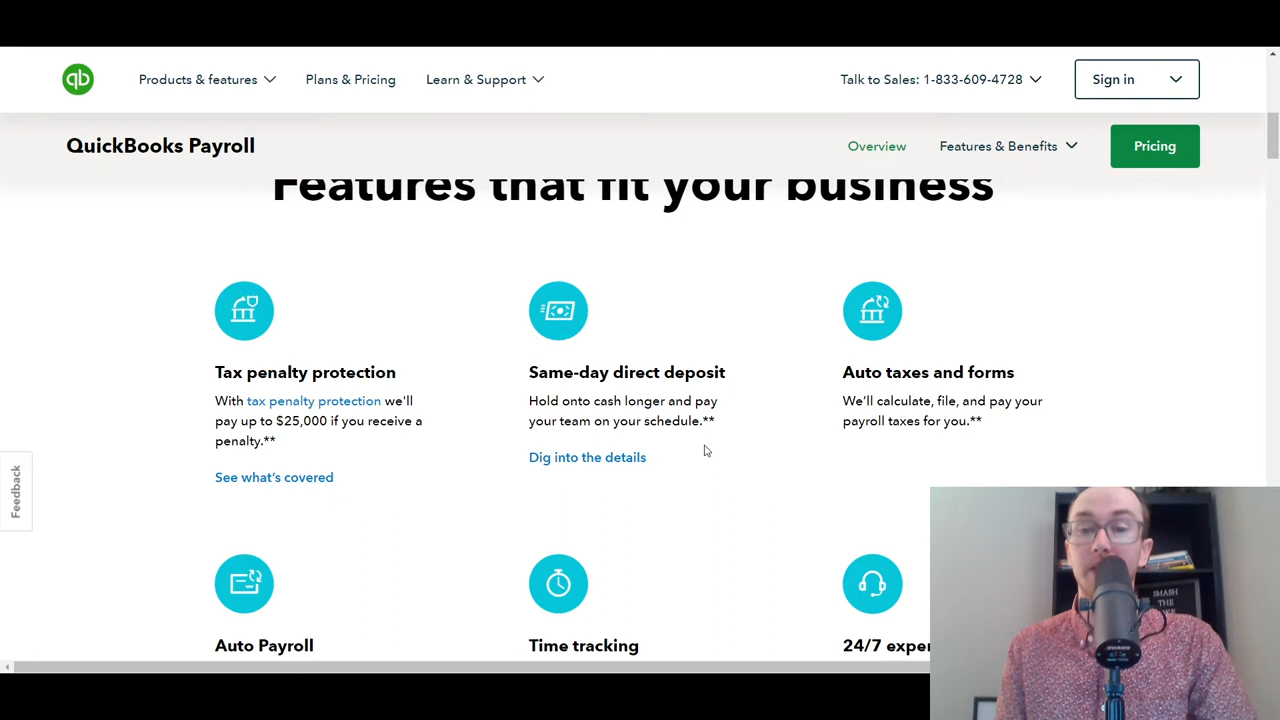 qb
Products & features
Plans & Pricing
Learn & Support
Talk to Sales: 1-833-609-4728
Sign in
QuickBooks Payroll
Overview
Features & Benefits
Pricing
Features that fit your business
Tax penalty protection
With tax penalty protection we'll
pay up to $25,000 if you receive a
penalty.**
See what's covered
Same-day direct deposit
Hold onto cash longer and pay
your team on your schedule.**
Dig into the details
Auto taxes and forms
We'll calculate, file, and pay your
payroll taxes for you.**
Feedback
Auto Payroll
Time tracking
24/7 exper
SMASH
THE